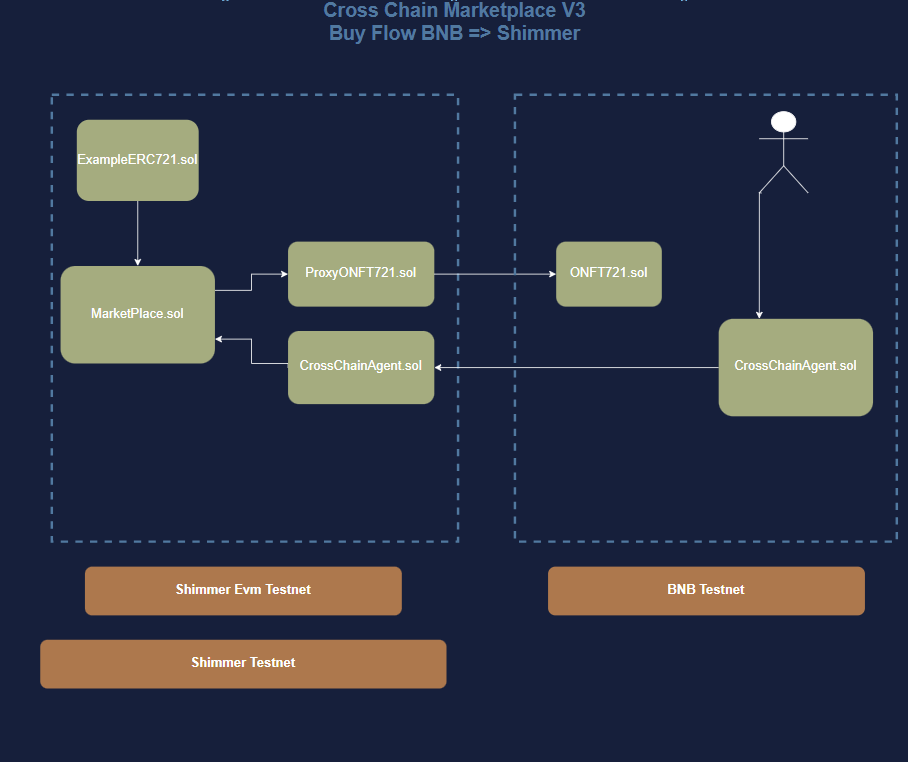 Cross Chain Marketplace V3
Buy Flow BNB => Shimmer
ExampleERC721.sol
MarketPlace.sol
ProxyONFT721.sol
CrossChainAgent.sol
ONFT721.sol
CrossChainAgent.sol
Shimmer Evm Testnet
BNB Testnet
Shimmer Testnet